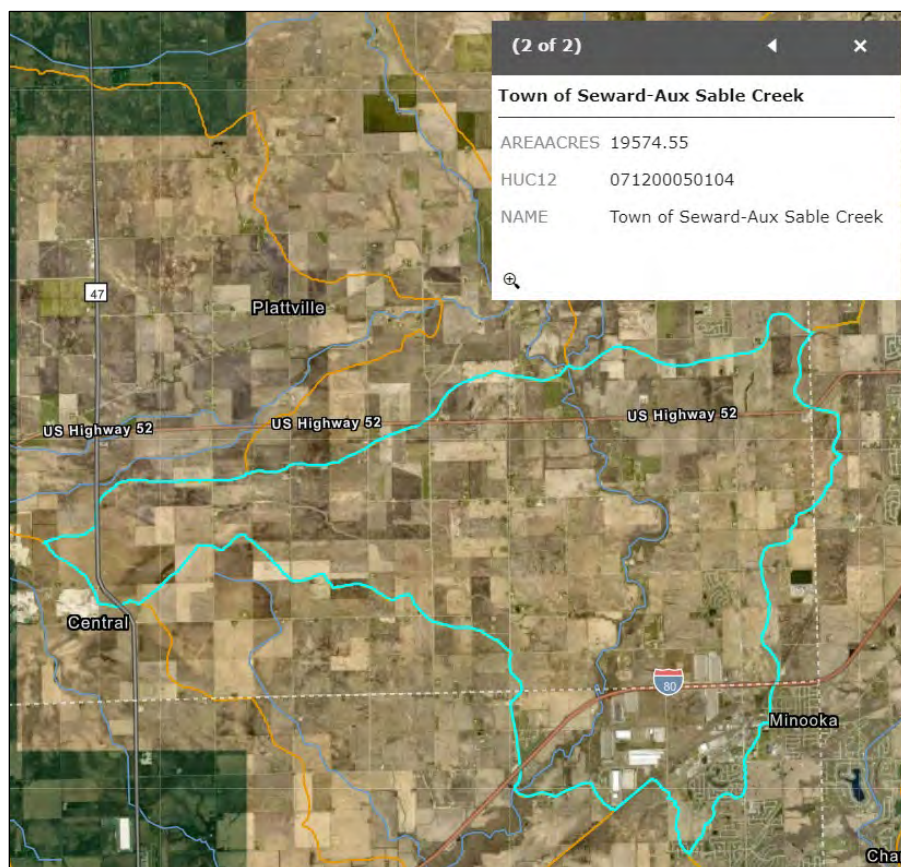 (2 of 2)
Town of Seward-Aux Sable Creek
AREAACRES 19574.55
HUC12 071200050104
NAME Town of Seward-Aux Sable Creek
47
Plattville
US Highway 52
US Highway 52
US Highway 52
Central
80
Minooka
Cha